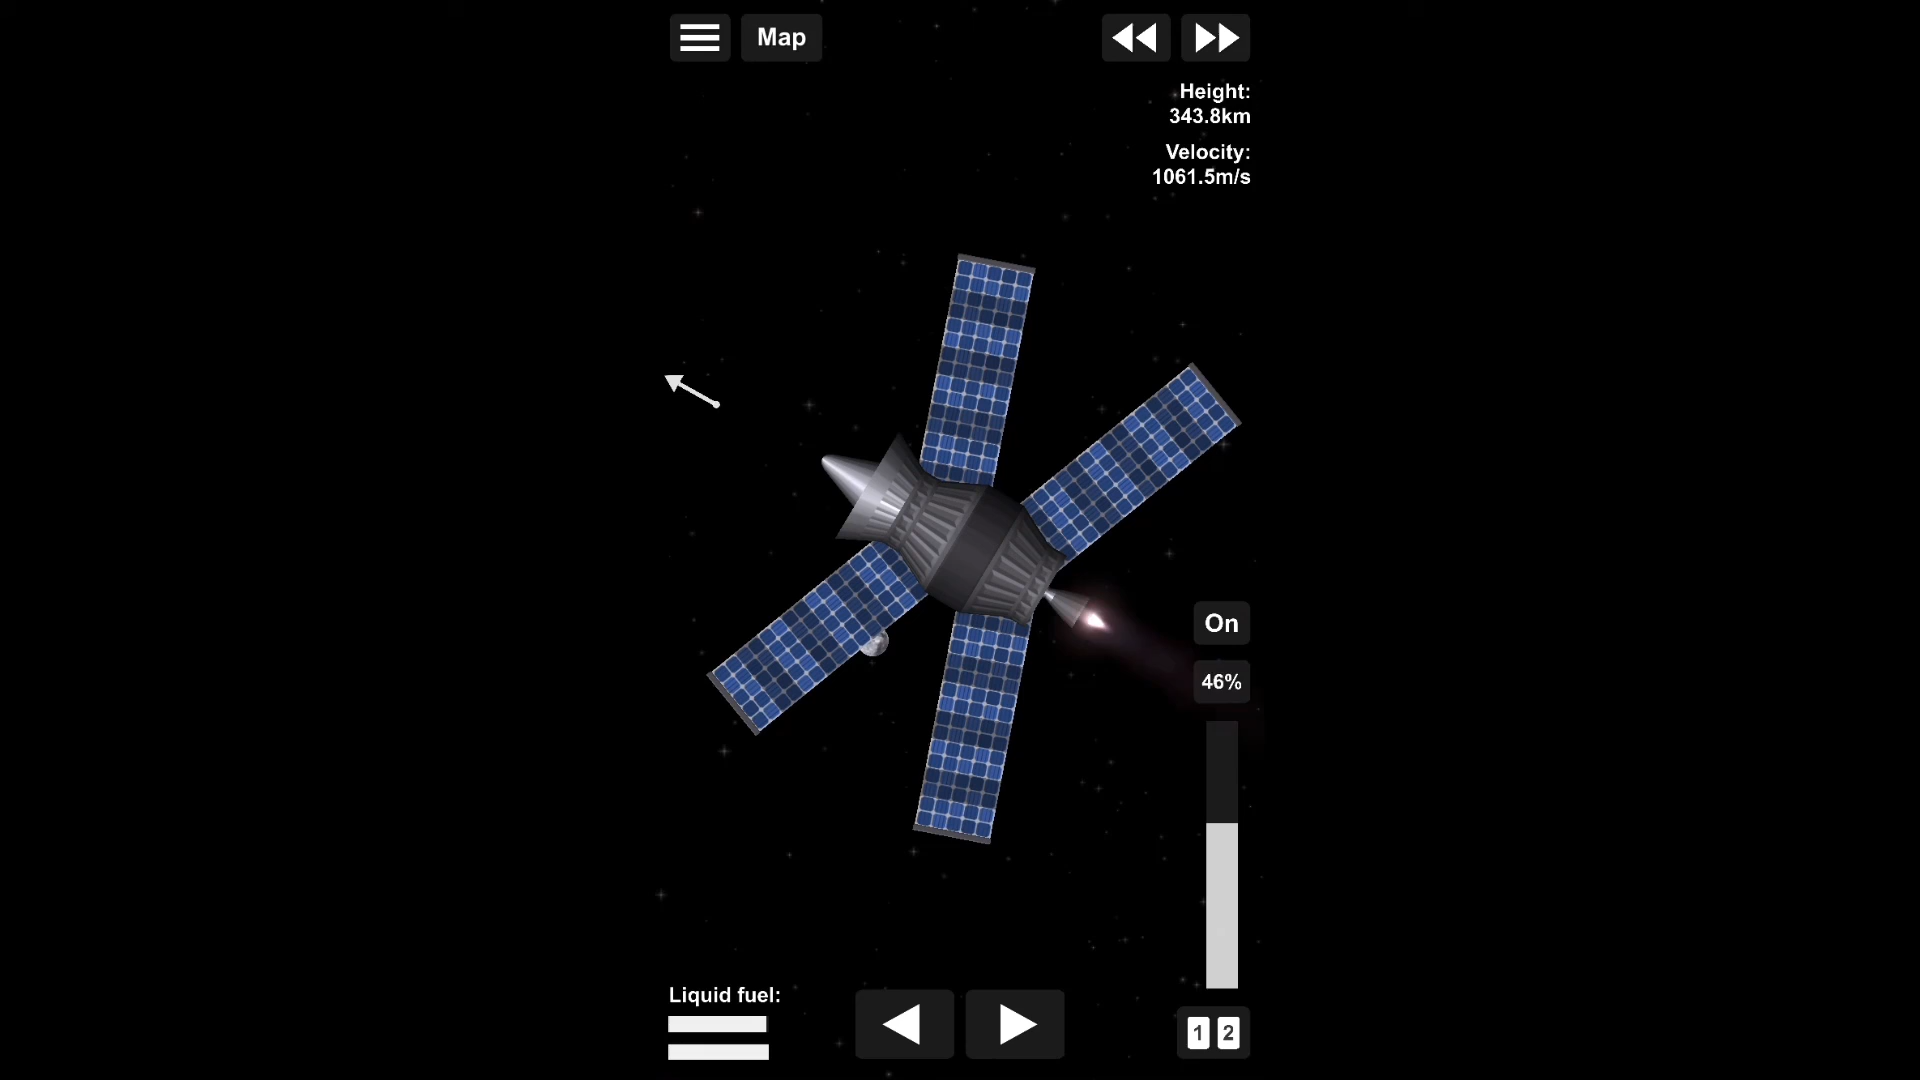 Map
Height:
343.8km
Velocity:
1061.5m/s
On
46%
Liquid fuel:
1 2